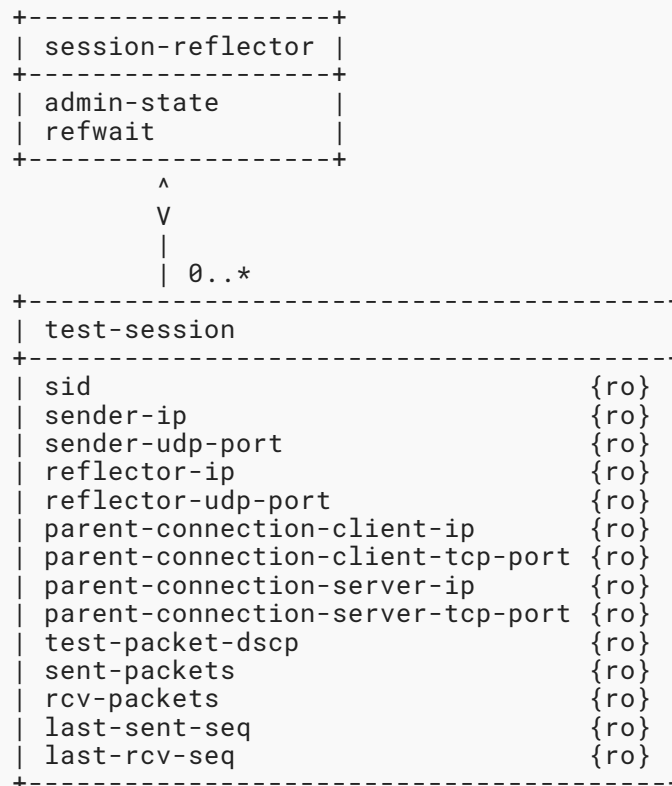 +-------------------+
| session-reflector |
+-------------------+
| admin-state       |
| refwait           |
+-------------------+
         ^
         V
         |
         | 0..*
+----------------------------------------
| test-session
+----------------------------------------
| sid                               {ro}
| sender-ip                         {ro}
| sender-udp-port                   {ro}
| reflector-ip                      {ro}
| reflector-udp-port                {ro}
| parent-connection-client-ip       {ro}
| parent-connection-client-tcp-port {ro}
| parent-connection-server-ip       {ro}
| parent-connection-server-tcp-port {ro}
| test-packet-dscp                  {ro}
| sent-packets                      {ro}
| rcv-packets                       {ro}
| last-sent-seq                     {ro}
| last-rcv-seq                      {ro}
+----------------------------------------